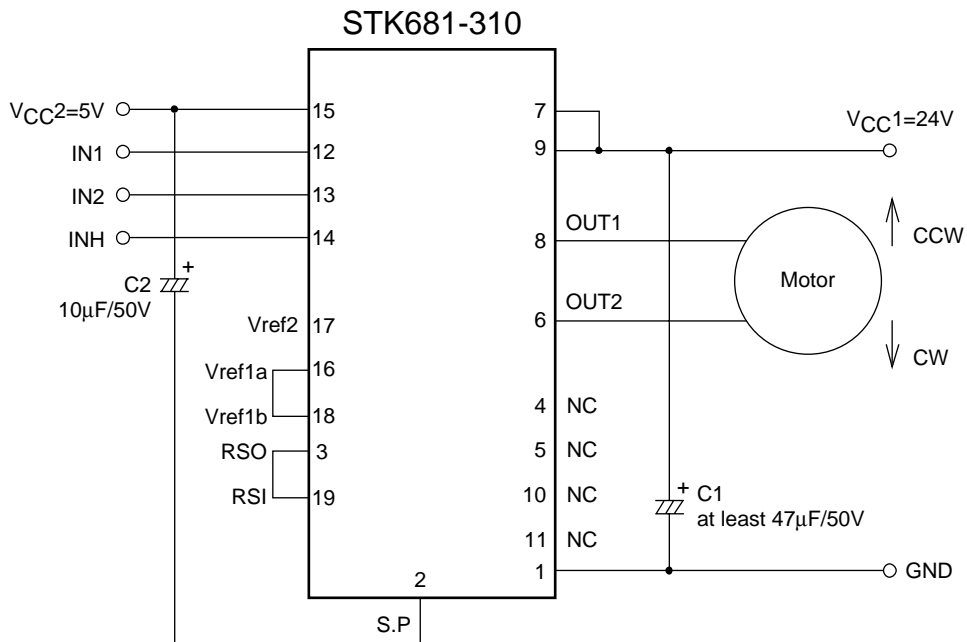 STK681-310
VCC2=5V
15
7
VCC1=24V
IN1
12
9
IN2
13
INH
14
8
OUT1
CCW
Motor
C2
+
10μF/50V
OUT2
6
Vref2
17
CW
Vref1a
16
Vref1b
18
4
NC
RSO
3
5
NC
RSI
19
10
NC
+
C1
at least 47μF/50V
11
NC
1
GND
2
S.P